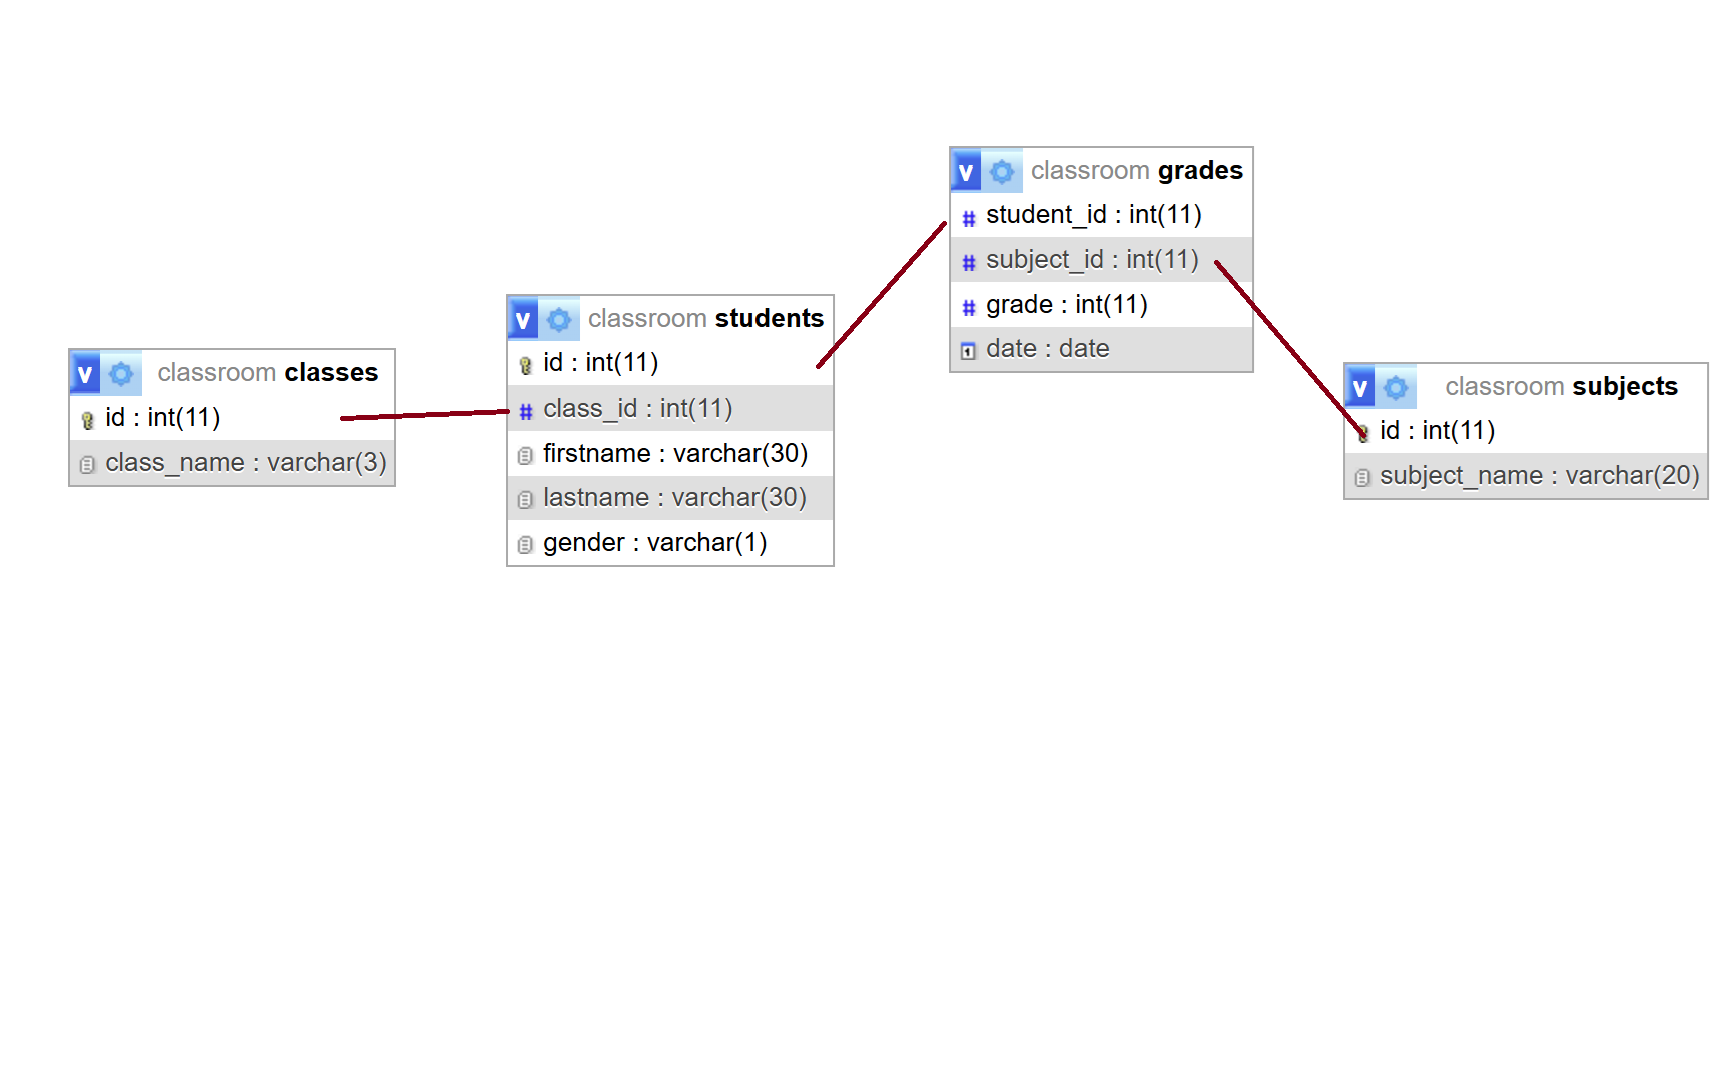 v classroom classes
id : int(11)
class_name : varchar(3)
v classroom students
# id : int(11)
# class_id : int(11)
firstname : varchar(30)
lastname : varchar(30)
gender : varchar(1)
v classroom grades
# student_id : int(11)
# subject_id : int(11)
# grade : int(11)
date : date
v classroom subjects
id : int(11)
subject_name : varchar(20)